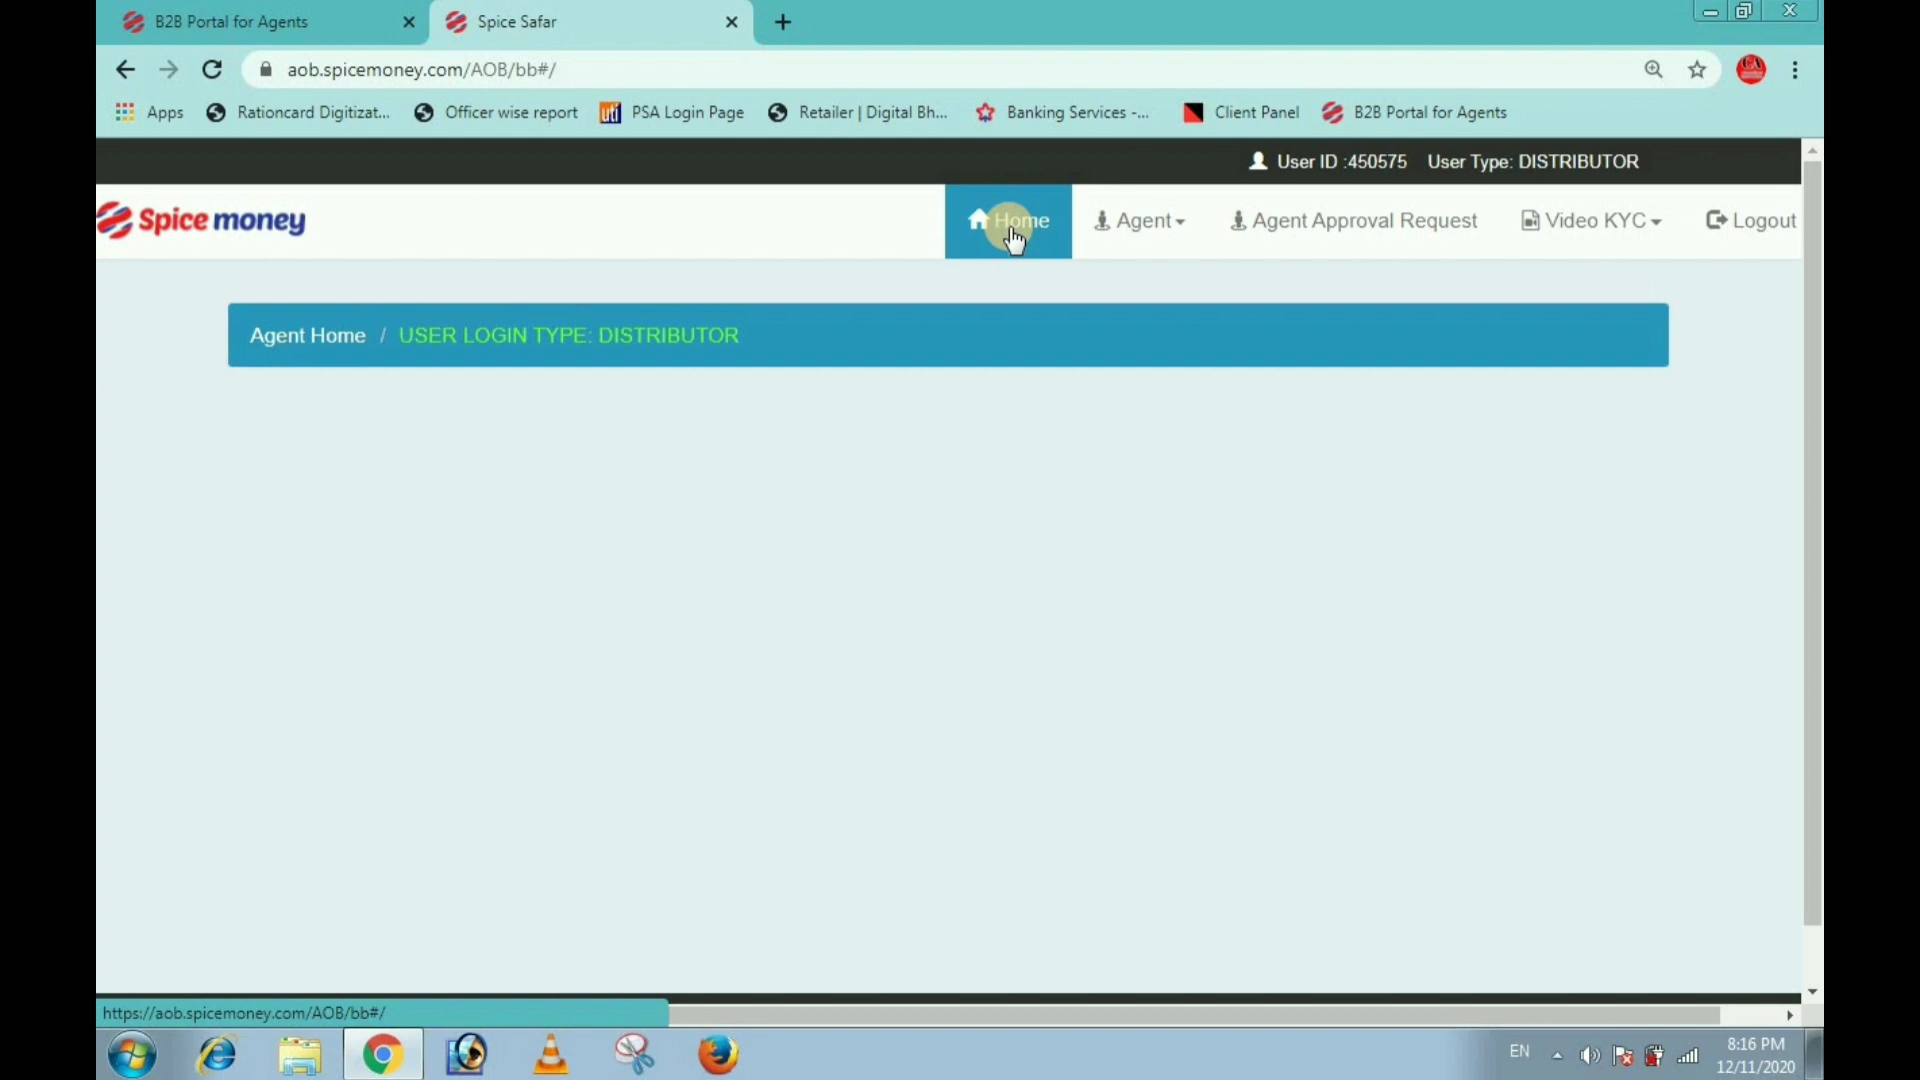 B2B Portal for Agents
Spice Safar
aob.spicemoney.com/AOB/bb#/
Apps
Rationcard Digitizat...
Officer wise report
uti
PSA Login Page
Retailer | Digital Bh...
Banking Services -...
Client Panel
B2B Portal for Agents
User ID :450575 User Type: DISTRIBUTOR
Spice money
Home
Agent
Agent Approval Request
Video KYC
Logout
Agent Home / USER LOGIN TYPE: DISTRIBUTOR
https://aob.spicemoney.com/AOB/bb#/
EN
8:16 PM
12/11/2020